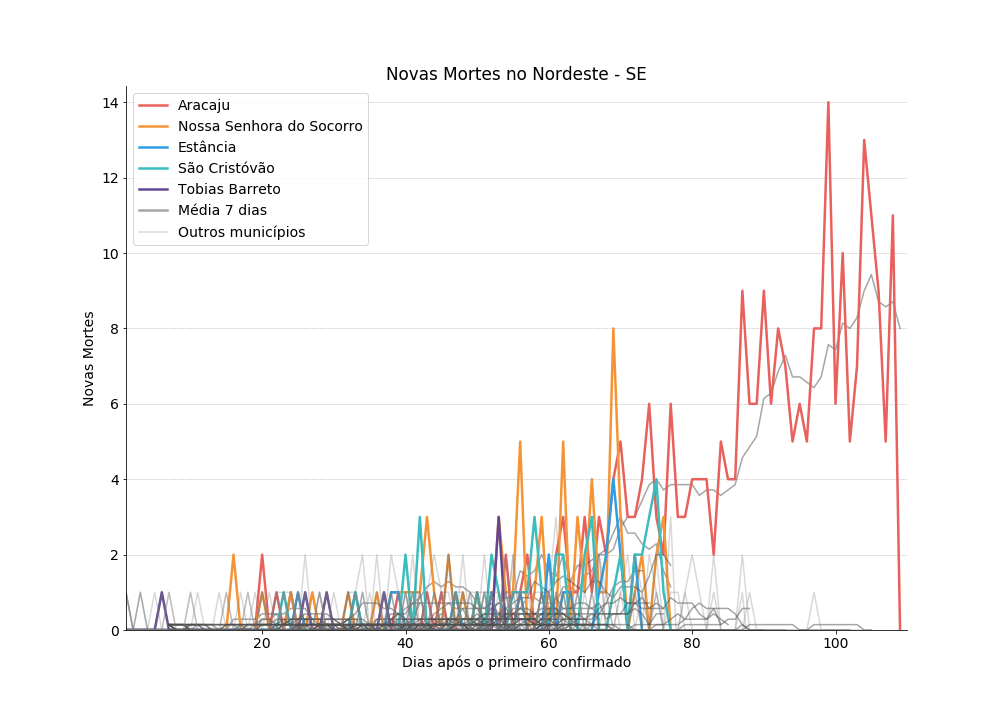 Novas Mortes no Nordeste - SE
14
12
10
8
6
4
2
0
Novas Mortes
Aracaju
Nossa Senhora do Socorro
Estância
São Cristóvão
Tobias Barreto
Média 7 dias
Outros municípios
20
40
60
80
100
Dias após o primeiro confirmado